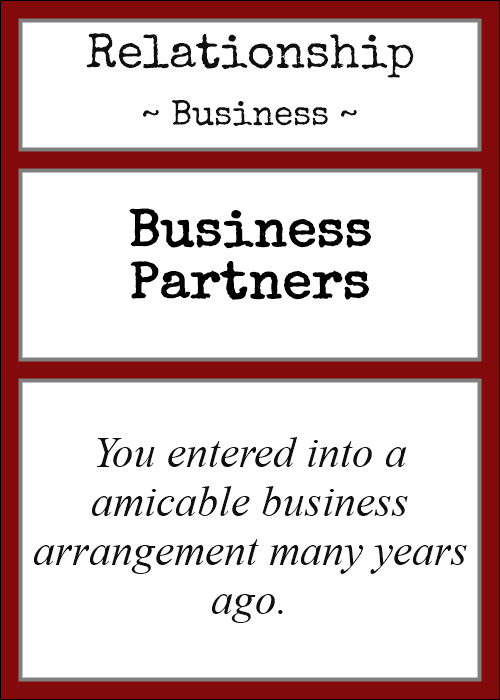 Relationship
~ Business ~
Business
Partners
You entered into a
amicable business
arrangement many years
ago.